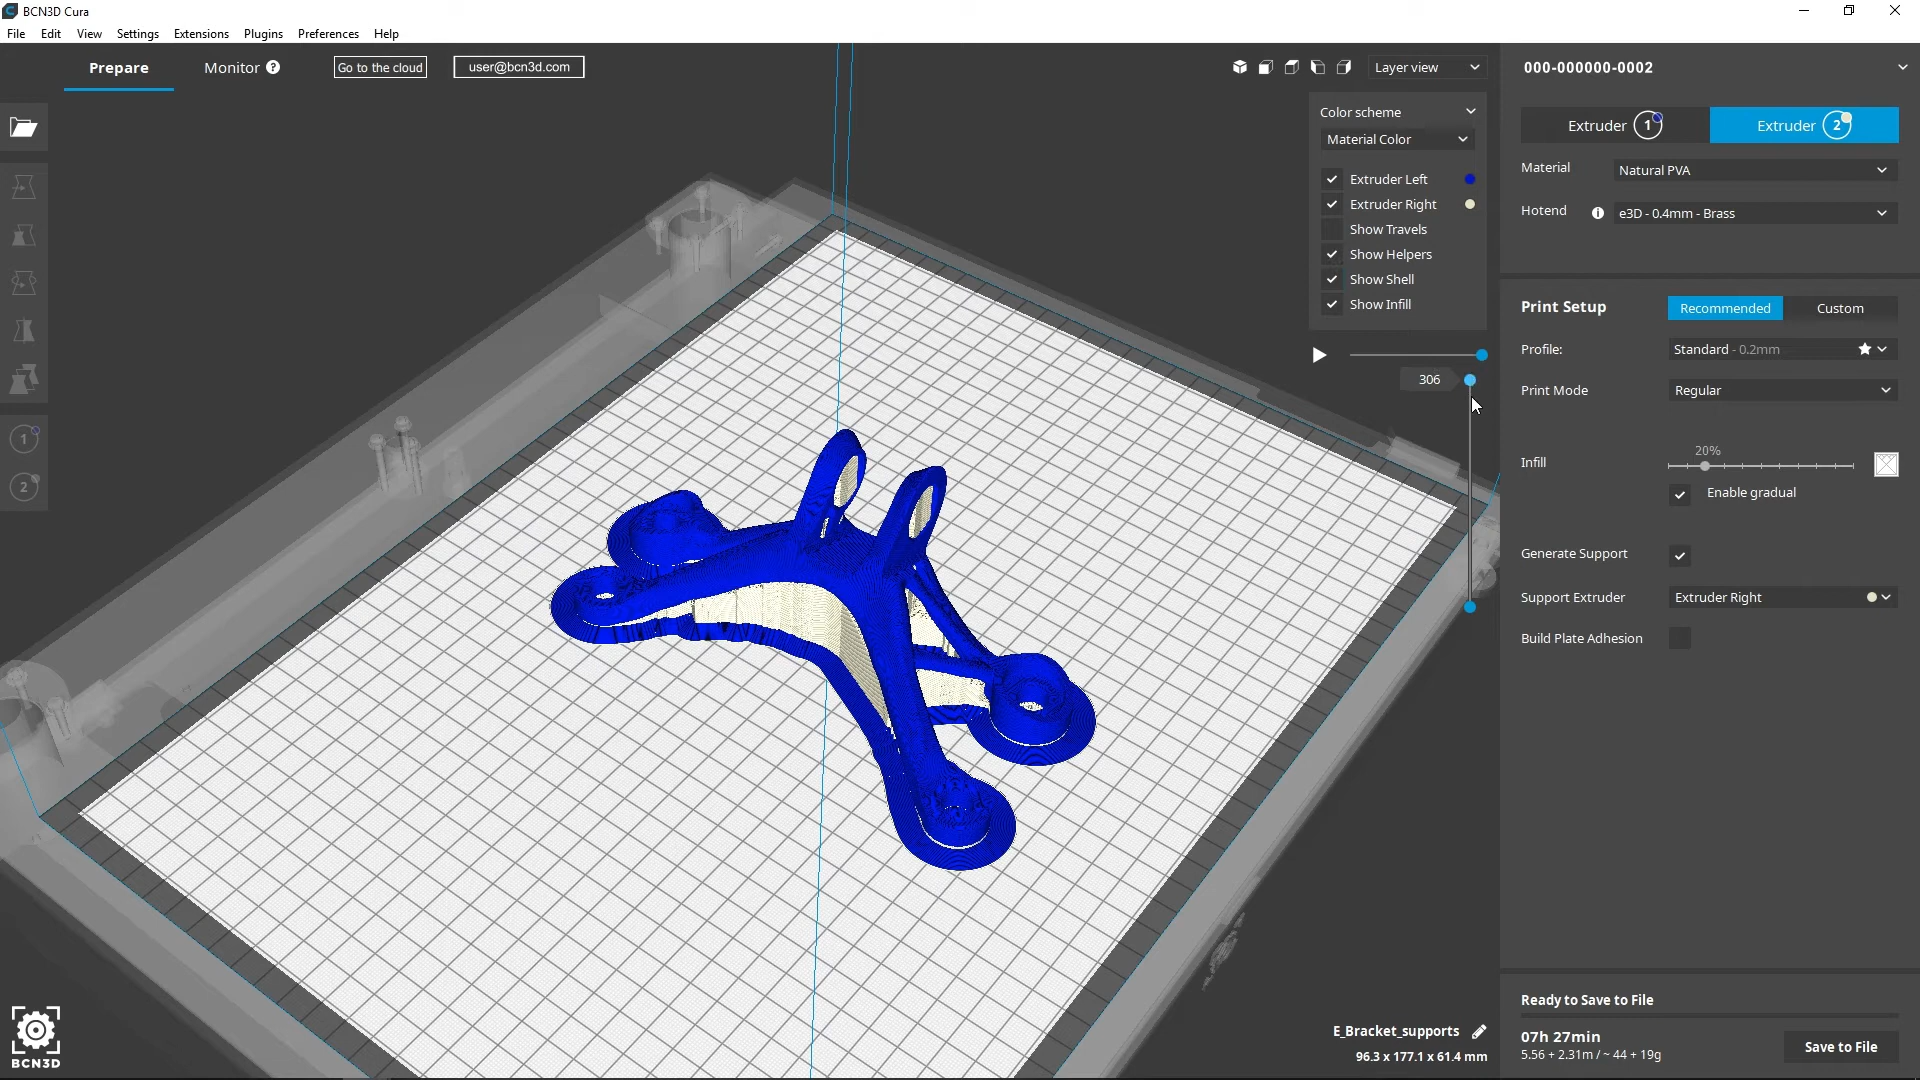 BCN3D Cura
File Edit View Settings Extensions Plugins Preferences Help
Prepare Monitor ? Go to the cloud user@bcn3d.com
Layer view
Color scheme
Material Color
Extruder Left
Extruder Right
Show Travels
Show Helpers
Show Shell
Show Infill
306
000-000000-0002
Extruder 1 Extruder 2
Material Natural PVA
Hotend i e3D - 0.4mm - Brass
Print Setup Recommended Custom
Profile: Standard - 0.2mm
Print Mode Regular
20%
Infill
Enable gradual
Generate Support
Support Extruder Extruder Right
Build Plate Adhesion
1
2
BCN3D
E_Bracket_supports
96.3 x 177.1 x 61.4 mm
Ready to Save to File
07h 27min
5.56 + 2.31m / ~ 44 + 19g
Save to File